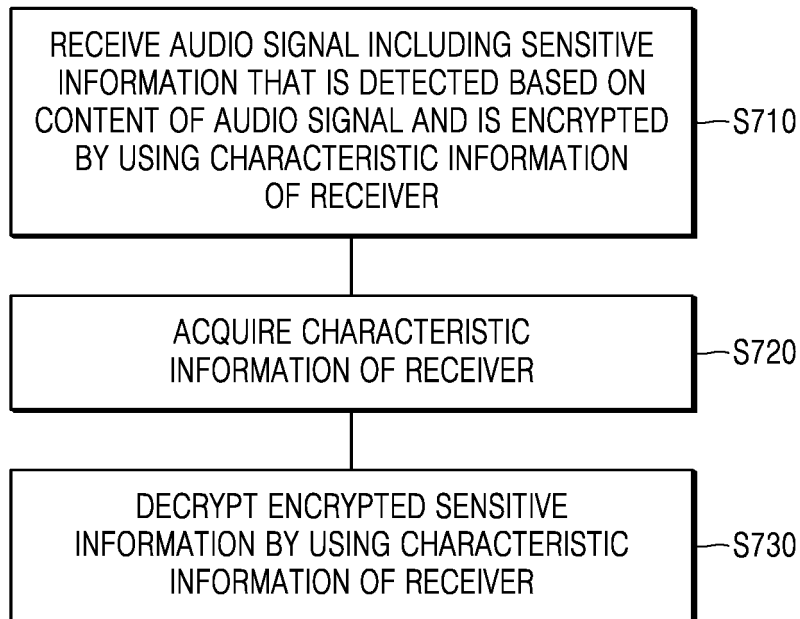 RECEIVE AUDIO SIGNAL INCLUDING SENSITIVE
INFORMATION THAT IS DETECTED BASED ON
CONTENT OF AUDIO SIGNAL AND IS ENCRYPTED
BY USING CHARACTERISTIC INFORMATION
OF RECEIVER
S710
ACQUIRE CHARACTERISTIC
INFORMATION OF RECEIVER
S720
DECRYPT ENCRYPTED SENSITIVE
INFORMATION BY USING CHARACTERISTIC
INFORMATION OF RECEIVER
S730